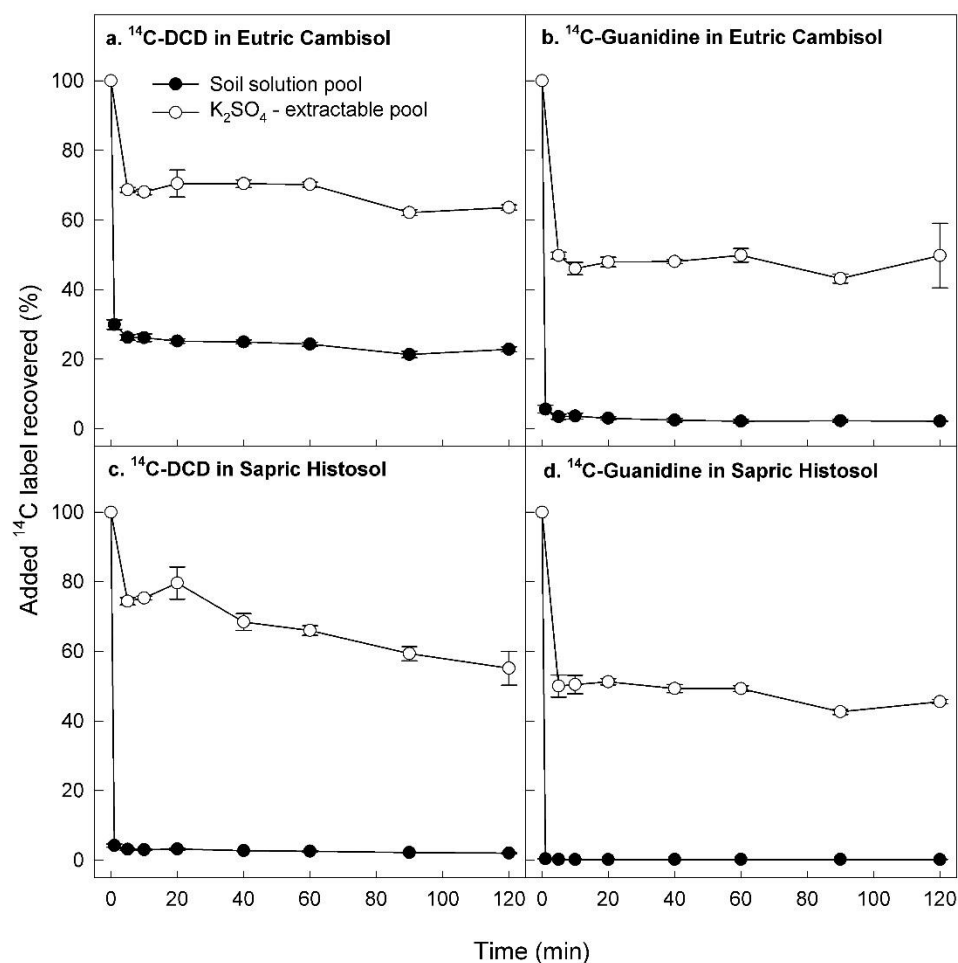 a. ¹⁴C-DCD in Eutric Cambisol
b. ¹⁴C-Guanidine in Eutric Cambisol
Soil solution pool
K₂SO₄ - extractable pool
100
80
60
40
20
0
c. ¹⁴C-DCD in Sapric Histosol
d. ¹⁴C-Guanidine in Sapric Histosol
100
80
60
40
20
0
Added ¹⁴C label recovered (%)
0 20 40 60 80 100 120
0 20 40 60 80 100 120
Time (min)